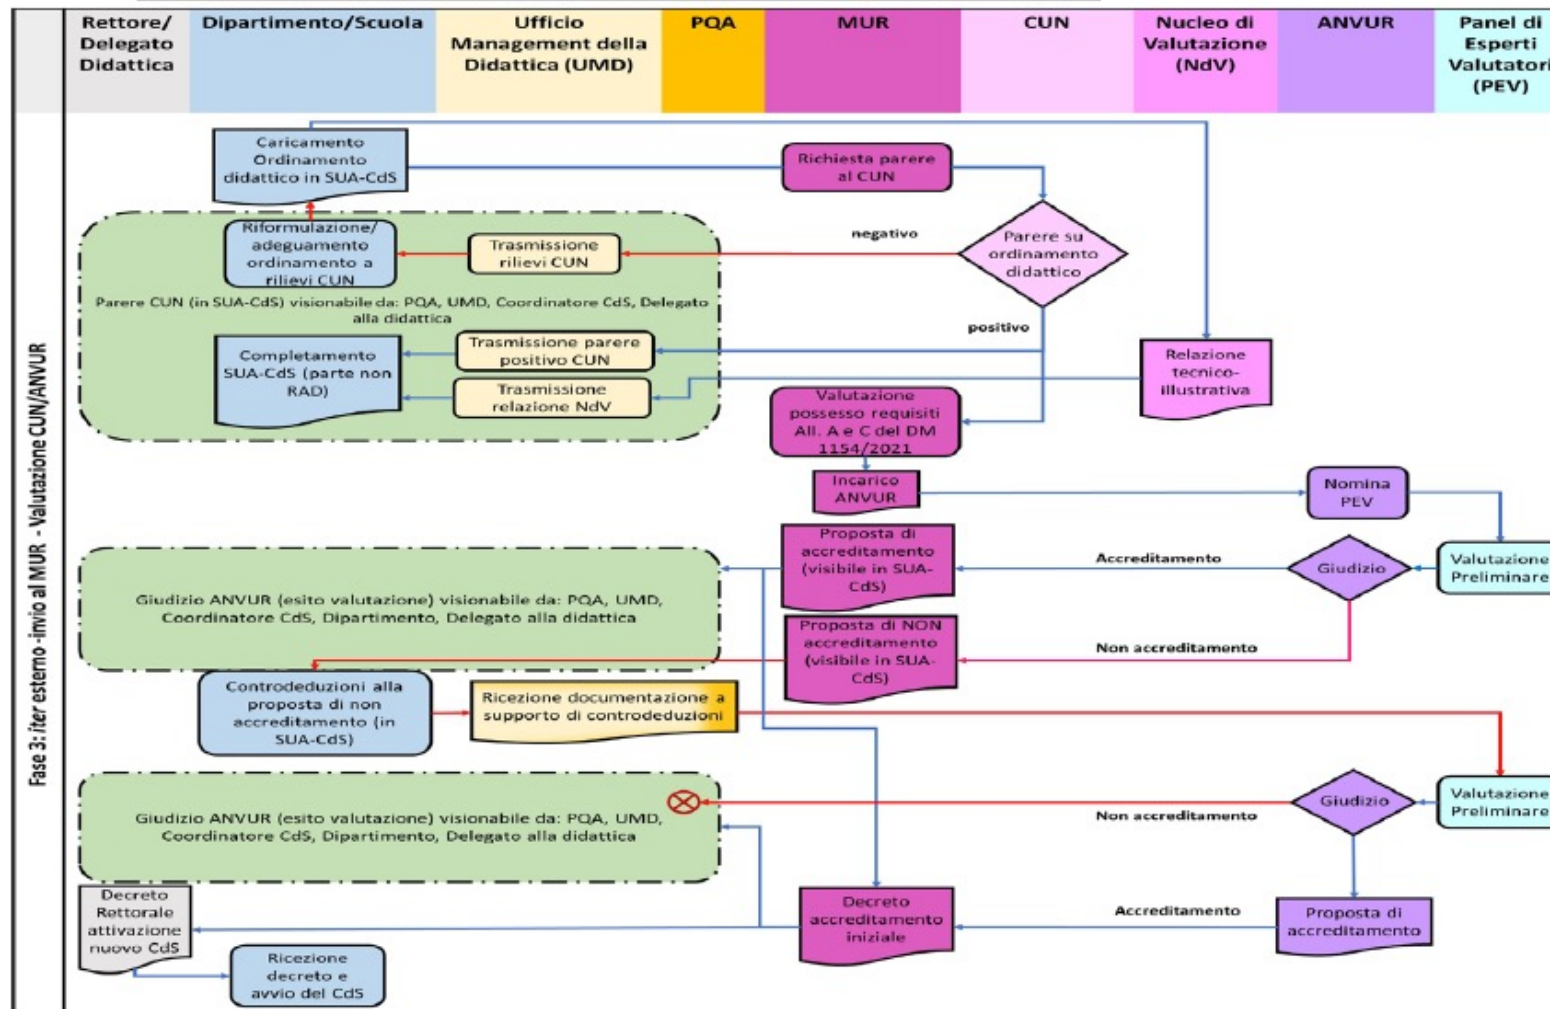 Rettore/
Delegato
Didattica
Dipartimento/Scuola
Ufficio
Management della
Didattica (UMD)
PQA
MUR
CUN
Nucleo di
Valutazione
(NdV)
ANVUR
Panel di
Esperti
Valutatori
(PEV)
Fase 3: iter esterno -invio al MUR - Valutazione CUN/ANVUR
Caricamento
Ordinamento
didattico in SUA-CdS
Richiesta parere
al CUN
Riformulazione/
adeguamento
ordinamento a
rilievi CUN
Trasmissione
rilievi CUN
negativo
Parere su
ordinamento
didattico
Parere CUN (in SUA-CdS) visionabile da: PQA, UMD, Coordinatore CdS, Delegato
alla didattica
positivo
Completamento
SUA-CdS (parte non
RAD)
Trasmissione parere
positivo CUN
Trasmissione
relazione NdV
Relazione
tecnico-
illustrativa
Valutazione
possesso requisiti
All. A e C del DM
1154/2021
Incarico
ANVUR
Nomina
PEV
Proposta di
accreditamento
(visibile in SUA-
CdS)
Accreditamento
Giudizio
Valutazione
Preliminare
Giudizio ANVUR (esito valutazione) visionabile da: PQA, UMD,
Coordinatore CdS, Dipartimento, Delegato alla didattica
Proposta di NON
accreditamento
(visibile in SUA-
CdS)
Non accreditamento
Controdeduzioni alla
proposta di non
accreditamento (in
SUA-CdS)
Ricezione documentazione a
supporto di controdeduzioni
Giudizio ANVUR (esito valutazione) visionabile da: PQA, UMD,
Coordinatore CdS, Dipartimento, Delegato alla didattica
Non accreditamento
Giudizio
Valutazione
Preliminare
Decreto
Rettorale
attivazione
nuovo CdS
Decreto
accreditamento
iniziale
Accreditamento
Proposta di
accreditamento
Ricezione
decreto e
avvio del CdS